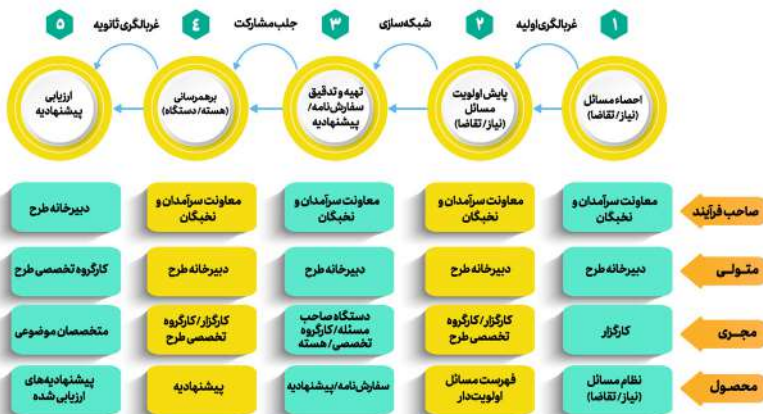 ۱
غربالگری اولیه
۲
شبکه‌سازی
۳
جلب مشارکت
۴
غربالگری ثانویه
۵
احصاء مسائل
(نیاز/تقاضا)
پایش اولویت
مسائل
(نیاز/تقاضا)
تهیه و تدقیق
سفارش‌نامه/
پیشنهادیه
برهم‌رسانی
(هسته/دستگاه)
ارزیابی
پیشنهادیه
صاحب فرآیند
معاونت سرآمدان و
نخبگان
معاونت سرآمدان و
نخبگان
معاونت سرآمدان و
نخبگان
معاونت سرآمدان و
نخبگان
دبیرخانه طرح
متولی
دبیرخانه طرح
دبیرخانه طرح
دبیرخانه طرح
دبیرخانه طرح
کارگروه تخصصی طرح
مجری
کارگزار
کارگزار/کارگروه
تخصصی طرح
دستگاه صاحب
مسئله/کارگروه
تخصصی/هسته
کارگزار/کارگروه
تخصصی طرح
متخصصان موضوعی
محصول
نظام مسائل
(نیاز/تقاضا)
فهرست مسائل
اولویت‌دار
سفارش‌نامه/پیشنهادیه
پیشنهادیه
پیشنهادیه‌های
ارزیابی شده